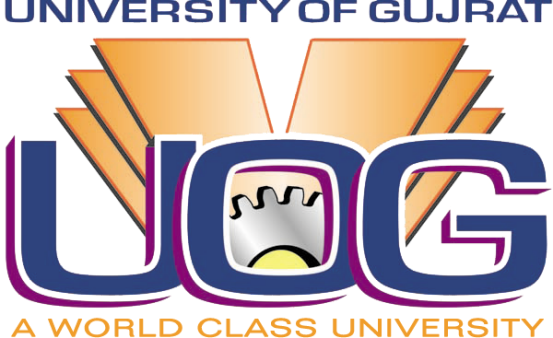 UNIVERSITY OF GUJRAT
UOG
A WORLD CLASS UNIVERSITY